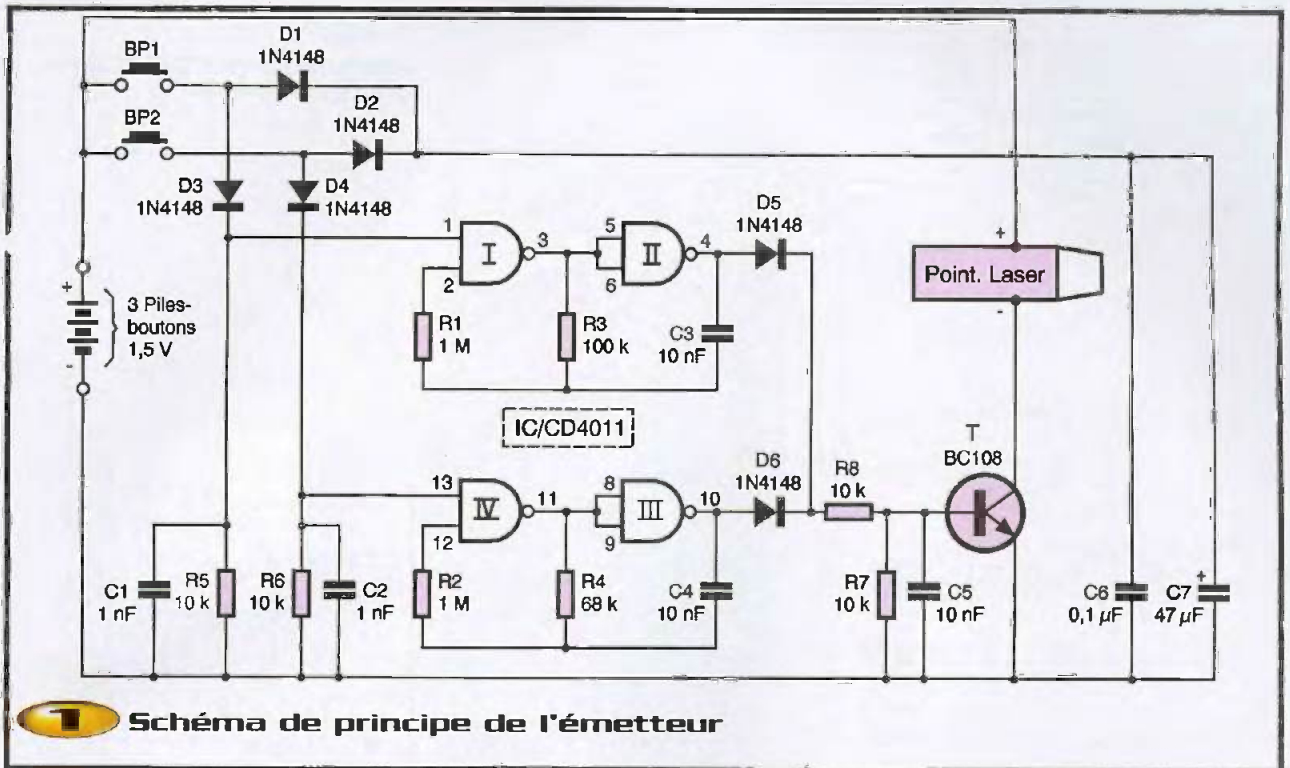 D1
1N4148
BP1
D2
1N4148
BP2
D3
1N4148
D4
1N4148
D5
1N4148
1
2
3
I
5
6
II
4
+
Point. Laser
-
+
3 Piles-
boutons
1,5 V
-
R1
1 M
R3
100 k
C3
10 nF
IC/CD4011
T
BC108
D6
1N4148
R8
10 k
13
12
IV
11
8
9
III
10
C1
1 nF
R5
10 k
R6
10 k
C2
1 nF
R2
1 M
R4
68 k
C4
10 nF
R7
10 k
C5
10 nF
C6
0,1 µF
+
C7
47 µF
1 Schéma de principe de l'émetteur